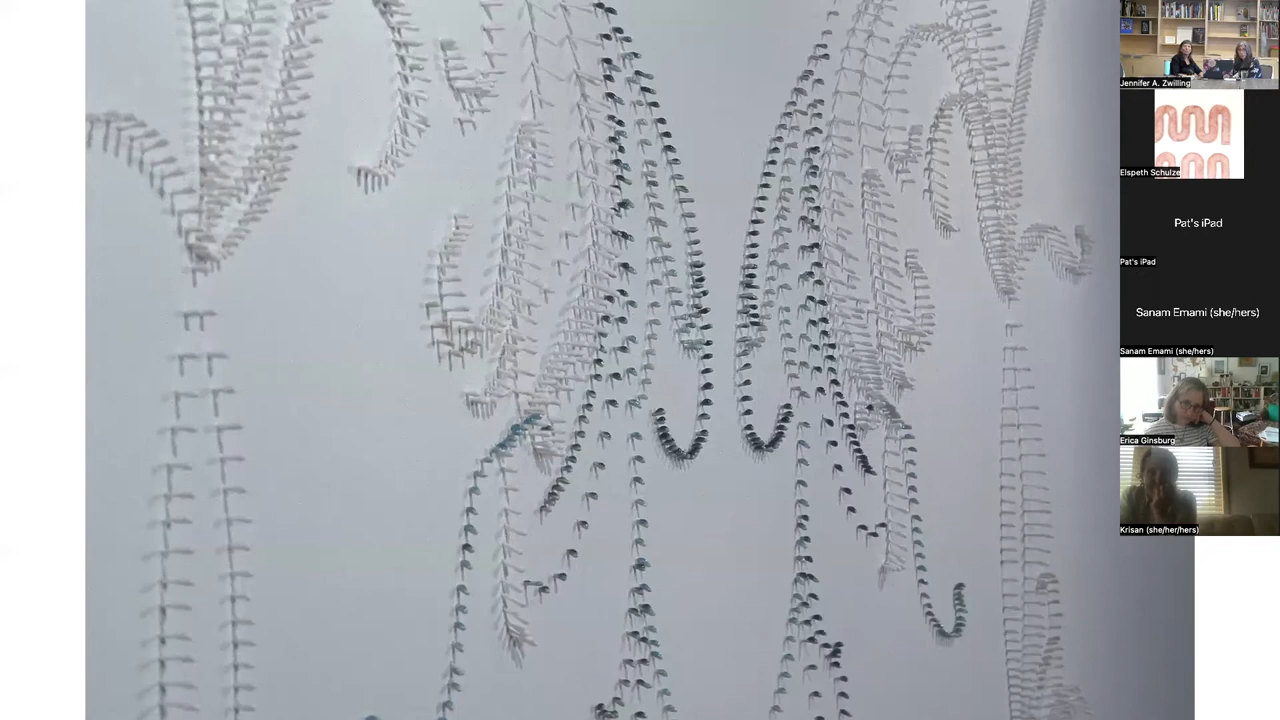 Jennifer A. Zwilling
Elspeth Schulze
Pat's iPad
Pat's iPad
Sanam Emami (she/hers)
Sanam Emami (she/hers)
Erica Ginsburg
Krisan (she/her/hers)